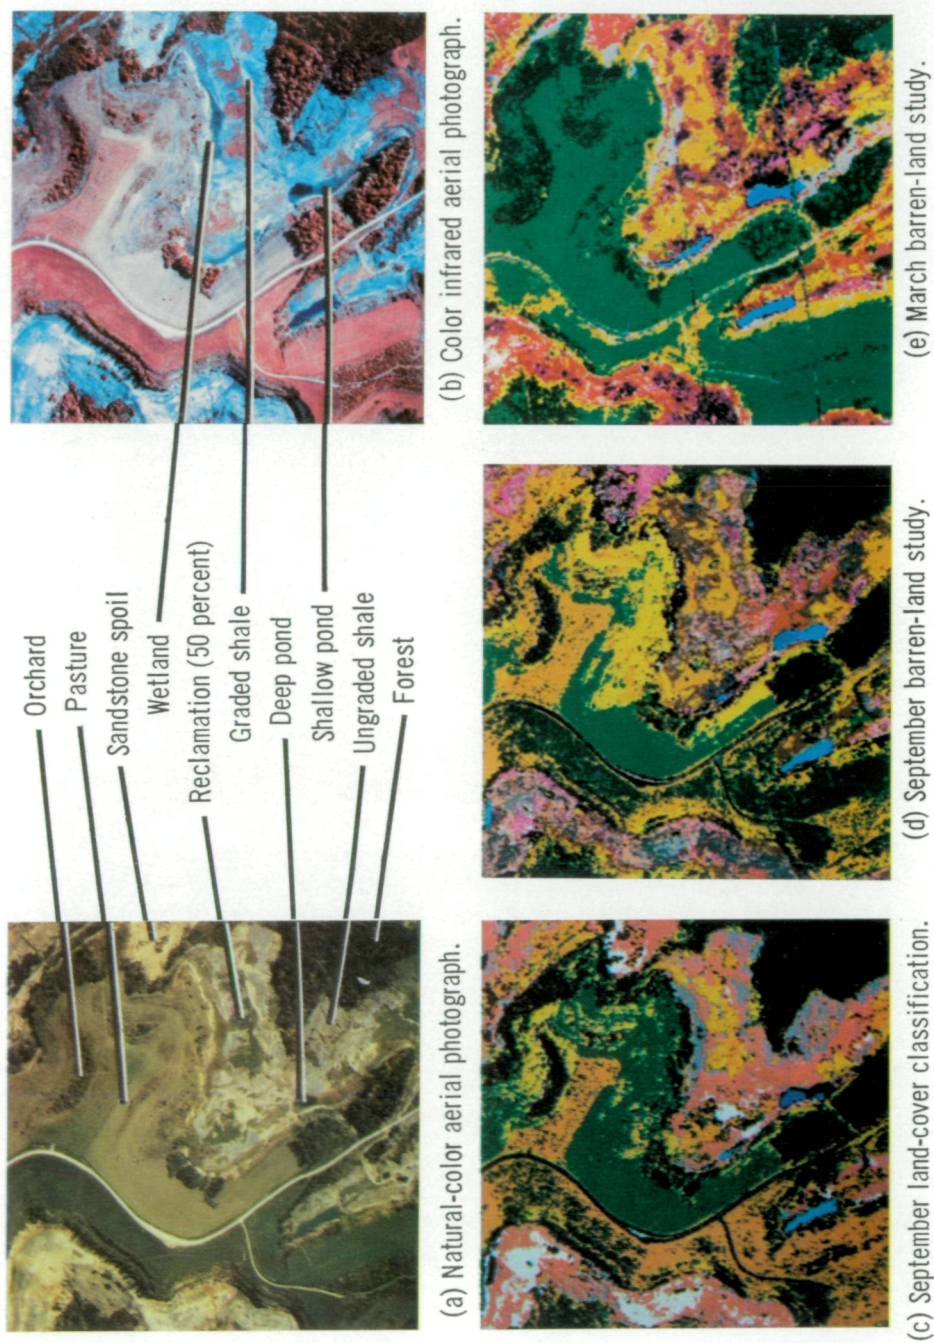 Orchard
Pasture
Sandstone spoil
Wetland
Reclamation (50 percent)
Graded shale
Deep pond
Shallow pond
Ungraded shale
Forest
(a) Natural-color aerial photograph.
(b) Color infrared aerial photograph.
(c) September land-cover classification.
(d) September barren-land study.
(e) March barren-land study.